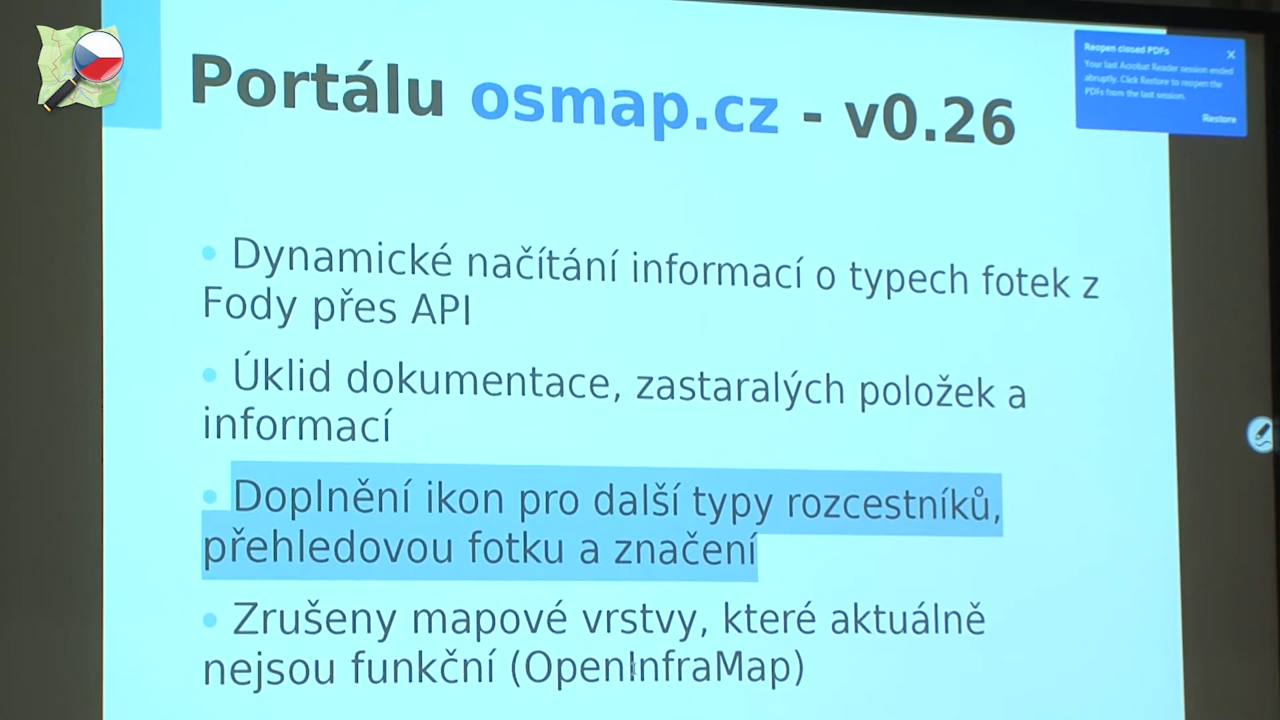 Portálu osmap.cz - v0.26
Reopen closed PDFs
Your last Acrobat Reader session ended
abruptly. Click Restore to reopen the
PDFs from the last session.
Restore
Dynamické načítání informací o typech fotek z
Fody přes API
Úklid dokumentace, zastaralých položek a
informací
Doplnění ikon pro další typy rozcestníků,
přehledovou fotku a značení
Zrušeny mapové vrstvy, které aktuálně
nejsou funkční (OpenInfraMap)